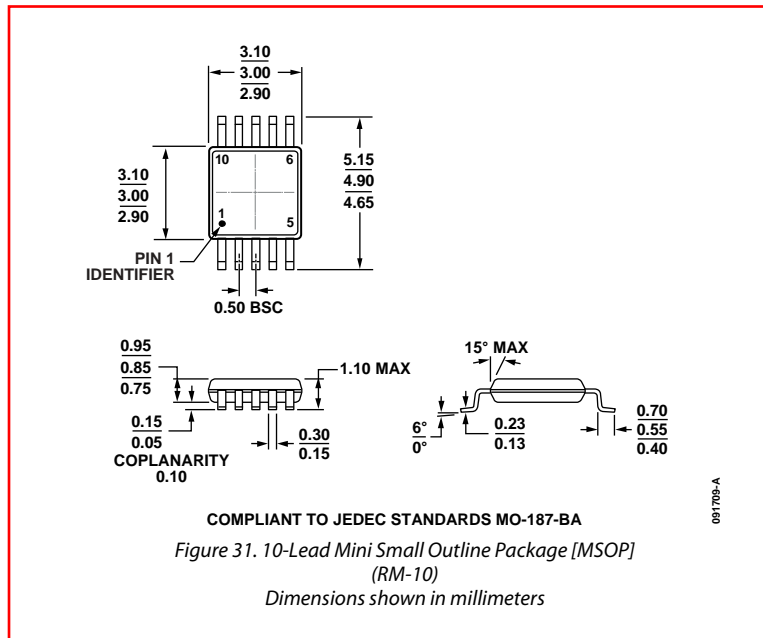 3.10
3.00
2.90
10
6
5.15
4.90
4.65
3.10
3.00
2.90
1
5
PIN 1
IDENTIFIER
0.50 BSC
0.95
0.85
0.75
1.10 MAX
15° MAX
0.15
0.05
COPLANARITY
0.10
0.30
0.15
6°
0°
0.23
0.13
0.70
0.55
0.40
091709-A
COMPLIANT TO JEDEC STANDARDS MO-187-BA
Figure 31. 10-Lead Mini Small Outline Package [MSOP]
(RM-10)
Dimensions shown in millimeters